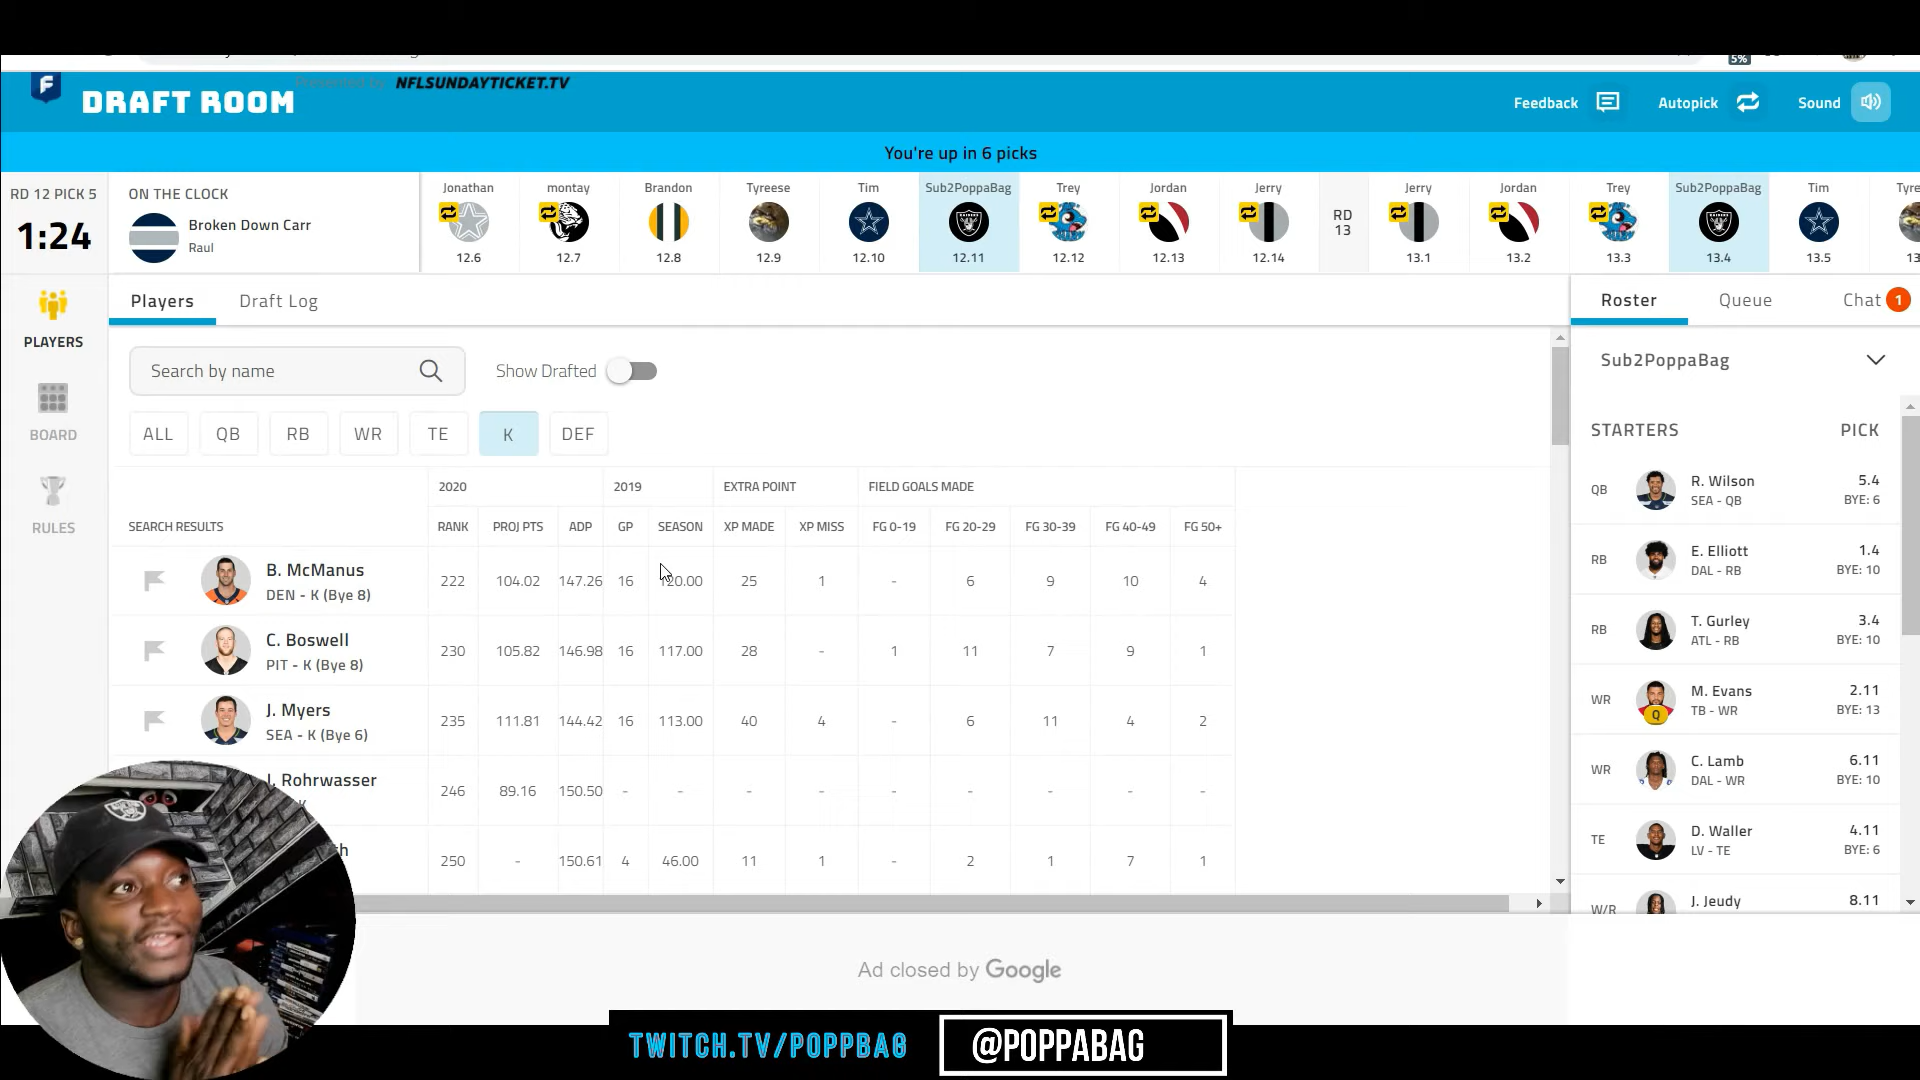 5%
NFLSUNDAYTICKET.TV
DRAFT ROOM
Feedback
Autopick
Sound
You're up in 6 picks
RD 12 PICK 5
1:24
ON THE CLOCK
Broken Down Carr
Raul
Jonathan
12.6
montay
12.7
Brandon
12.8
Tyreese
12.9
Tim
12.10
Sub2PoppaBag
12.11
Trey
12.12
Jordan
12.13
Jerry
12.14
RD
13
Jerry
13.1
Jordan
13.2
Trey
13.3
Sub2PoppaBag
13.4
Tim
13.5
PLAYERS
BOARD
RULES
Players Draft Log
Search by name
Show Drafted
ALL QB RB WR TE K DEF
2020 2019 EXTRA POINT FIELD GOALS MADE
SEARCH RESULTS RANK PROJ PTS ADP GP SEASON XP MADE XP MISS FG 0-19 FG 20-29 FG 30-39 FG 40-49 FG 50+
B. McManus
DEN - K (Bye 8)
222 104.02 147.26 16 120.00 25 1 - 6 9 10 4
C. Boswell
PIT - K (Bye 8)
230 105.82 146.98 16 117.00 28 - 1 11 7 9 1
J. Myers
SEA - K (Bye 6)
235 111.81 144.42 16 113.00 40 4 - 6 11 4 2
J. Rohrwasser
246 89.16 150.50 - - - - - - - - -
250 - 150.61 4 46.00 11 1 - 2 1 7 1
Roster Queue Chat 1
Sub2PoppaBag
STARTERS PICK
QB R. Wilson 5.4
SEA - QB BYE: 6
RB E. Elliott 1.4
DAL - RB BYE: 10
RB T. Gurley 3.4
ATL - RB BYE: 10
WR M. Evans 2.11
Q TB - WR BYE: 13
WR C. Lamb 6.11
DAL - WR BYE: 10
TE D. Waller 4.11
LV - TE BYE: 6
W/R J. Jeudy 8.11
Ad closed by Google
TWITCH.TV/POPPBAG
@POPPABAG